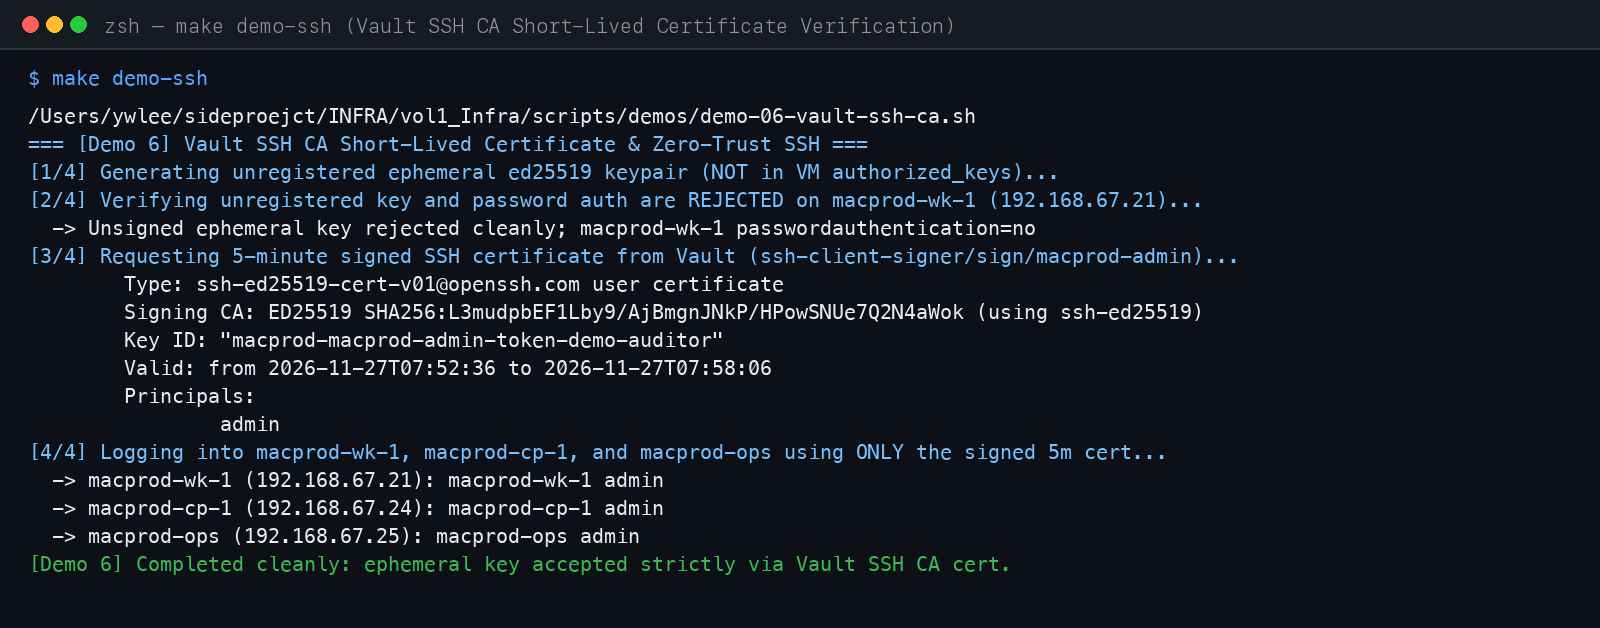 zsh — make demo-ssh (Vault SSH CA Short-Lived Certificate Verification)
$ make demo-ssh
/Users/ywlee/sideproejct/INFRA/vol1_Infra/scripts/demos/demo-06-vault-ssh-ca.sh
=== [Demo 6] Vault SSH CA Short-Lived Certificate & Zero-Trust SSH ===
[1/4] Generating unregistered ephemeral ed25519 keypair (NOT in VM authorized_keys)...
[2/4] Verifying unregistered key and password auth are REJECTED on macprod-wk-1 (192.168.67.21)...
  -> Unsigned ephemeral key rejected cleanly; macprod-wk-1 passwordauthentication=no
[3/4] Requesting 5-minute signed SSH certificate from Vault (ssh-client-signer/sign/macprod-admin)...
        Type: ssh-ed25519-cert-v01@openssh.com user certificate
        Signing CA: ED25519 SHA256:L3mudpbEF1Lby9/AjBmgnJNkP/HPowSNUe7Q2N4aWok (using ssh-ed25519)
        Key ID: "macprod-macprod-admin-token-demo-auditor"
        Valid: from 2026-11-27T07:52:36 to 2026-11-27T07:58:06
        Principals:
                admin
[4/4] Logging into macprod-wk-1, macprod-cp-1, and macprod-ops using ONLY the signed 5m cert...
  -> macprod-wk-1 (192.168.67.21): macprod-wk-1 admin
  -> macprod-cp-1 (192.168.67.24): macprod-cp-1 admin
  -> macprod-ops (192.168.67.25): macprod-ops admin
[Demo 6] Completed cleanly: ephemeral key accepted strictly via Vault SSH CA cert.